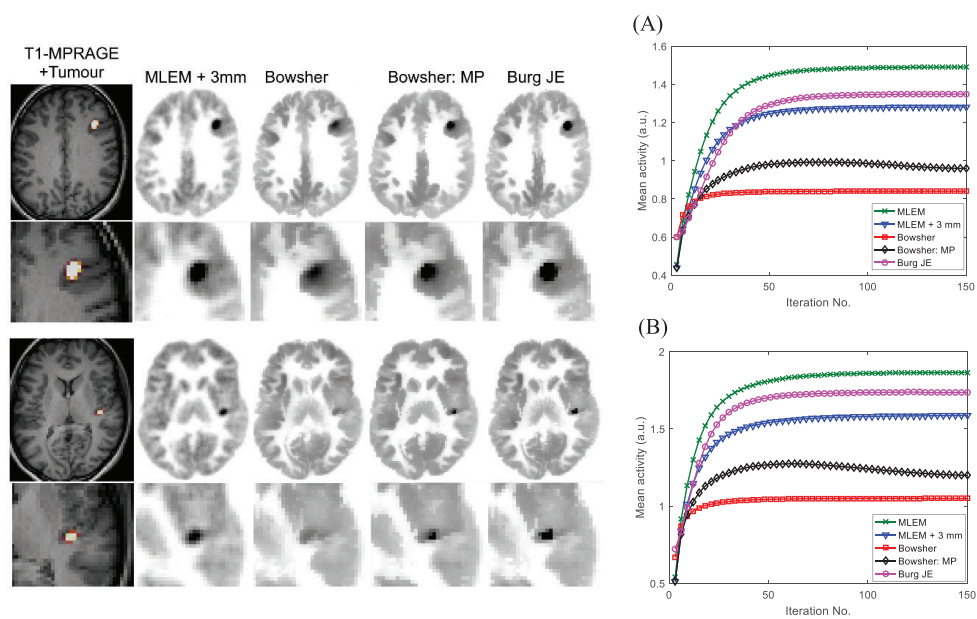 T1-MPRAGE
+Tumour
MLEM + 3mm
Bowsher
Bowsher: MP
Burg JE
(A)
1.6
1.4
1.2
1
0.8
0.6
0.4
Mean activity (a.u.)
MLEM
MLEM + 3 mm
Bowsher
Bowsher: MP
Burg JE
0
50
100
150
Iteration No.
(B)
2
1.5
1
0.5
Mean activity (a.u.)
MLEM
MLEM + 3 mm
Bowsher
Bowsher: MP
Burg JE
0
50
100
150
Iteration No.